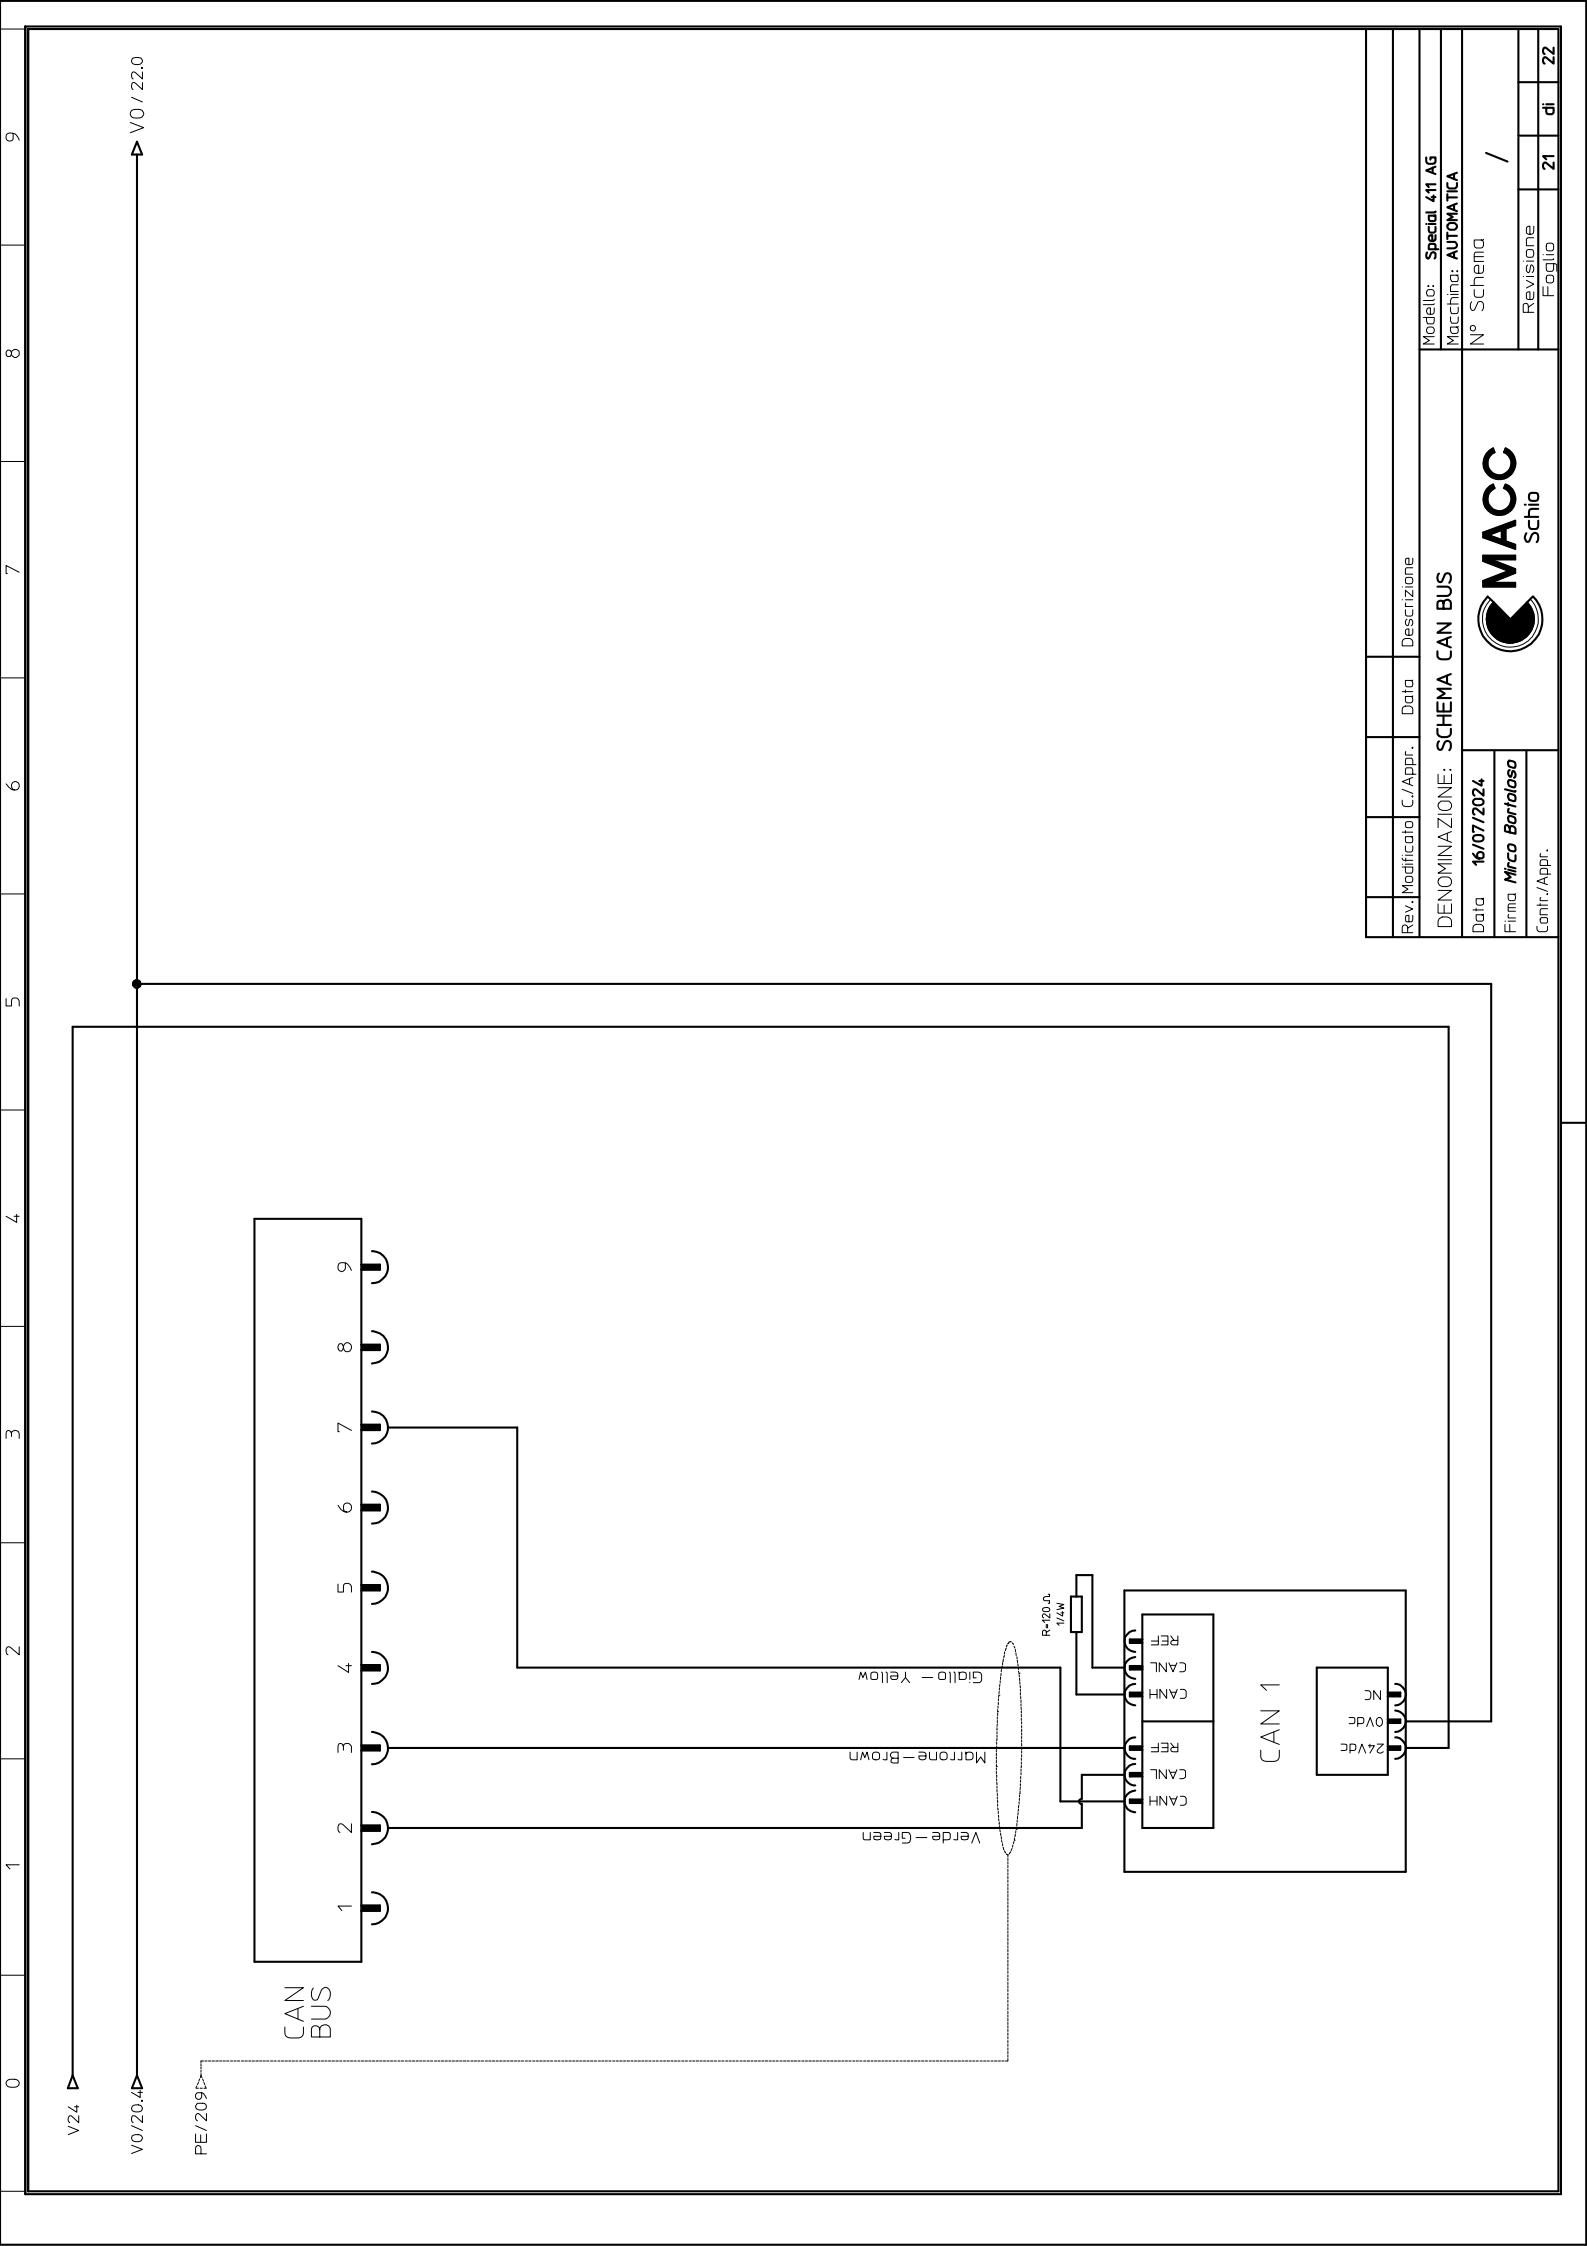 0 1 2 3 4 5 6 7 8 9
V24
V0/20.4
V0 / 22.0
PE/209
CAN
BUS
1 2 3 4 5 6 7 8 9
Verde-Green
Marrone-Brown
Giallo-Yellow
R=120Ω
1/4W
CANH CANL REF CANH CANL REF
CAN 1
24Vdc 0Vdc NC
Rev. Modificato C./Appr. Data Descrizione
DENOMINAZIONE: SCHEMA CAN BUS
Modello: Special 411 AG
Macchina: AUTOMATICA
Data 16/07/2024
Firma Mirco Bortoloso
Contr./Appr.
MACC
Schio
N° Schema
/
Revisione
Foglio 21 di 22